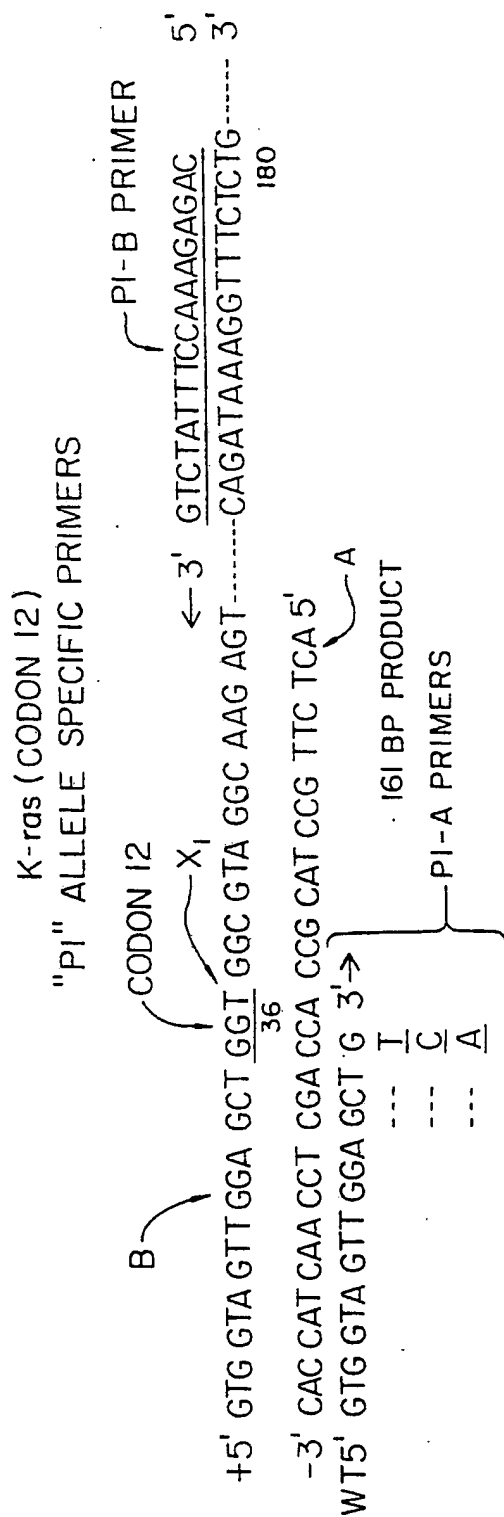 K-ras (CODON 12)
"PI" ALLELE SPECIFIC PRIMERS
PI-B PRIMER
CODON 12
X1
B
← 3' GTCTATTTCCAAAGAGAC 5'
+5' GTG GTA GTT GGA GCT GGT GGC GTA GGC AAG AGT-------CAGATAAAGGTTTCTCTG------3'
36
180
-3' CAC CAT CAA CCT CGA CCA CCG CAT CCG TTC TCA 5'
A
WT5' GTG GTA GTT GGA GCT G 3'→
--- T
--- C
--- A
161 BP PRODUCT
PI-A PRIMERS